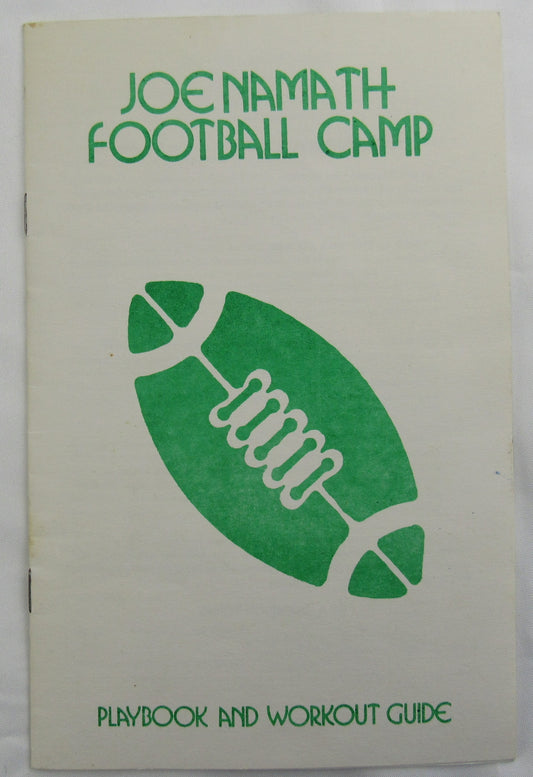 JOE NAMATH
FOOTBALL CAMP
PLAYBOOK AND WORKOUT GUIDE